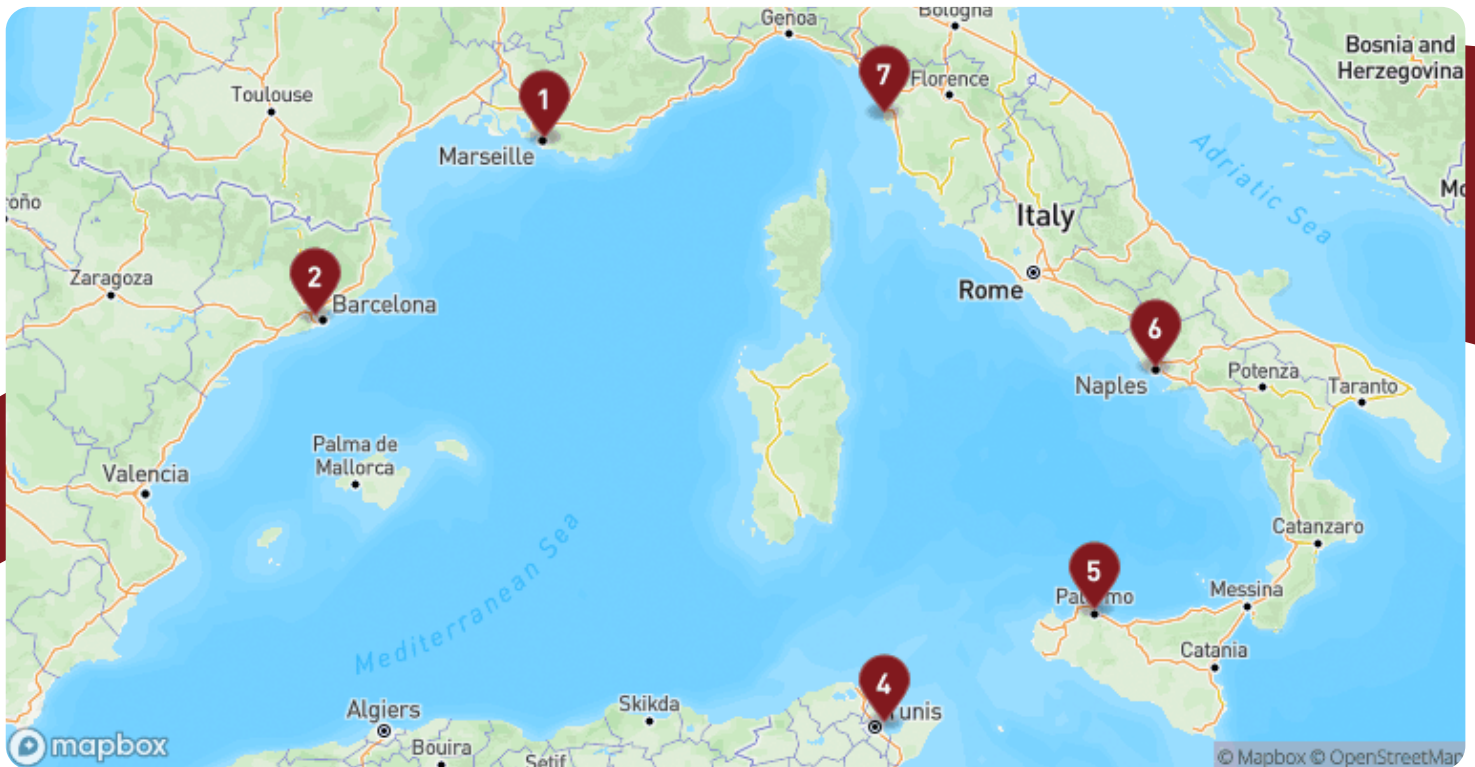 Genoa
Bologna
Bosnia and
Herzegovina
7
Florence
Toulouse
1
Marseille
Adriatic Sea
oño
Italy
2
Zaragoza
Rome
Barcelona
6
Naples
Potenza
Taranto
Palma de
Mallorca
Valencia
Catanzaro
Mediterranean Sea
5
Messina
Catania
4
Skikda
unis
Algiers
Bouira
Setif
mapbox
© Mapbox © OpenStreetMap